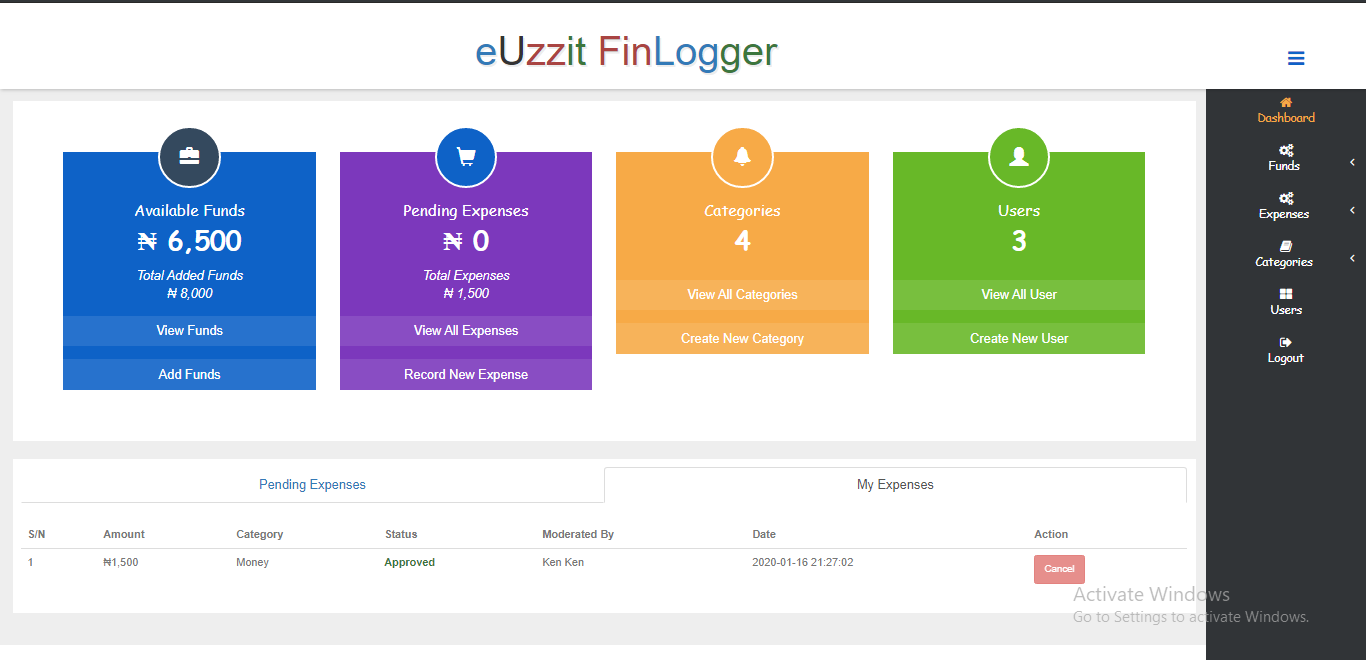 eUzzit FinLogger
Dashboard
Funds
Expenses
Categories
Users
Logout
Available Funds
₦ 6,500
Total Added Funds
₦ 8,000
View Funds
Add Funds
Pending Expenses
₦ 0
Total Expenses
₦ 1,500
View All Expenses
Record New Expense
Categories
4
View All Categories
Create New Category
Users
3
View All User
Create New User
Pending Expenses My Expenses
S/N Amount Category Status Moderated By Date Action
1 ₦1,500 Money Approved Ken Ken 2020-01-16 21:27:02 Cancel
Activate Windows
Go to Settings to activate Windows.